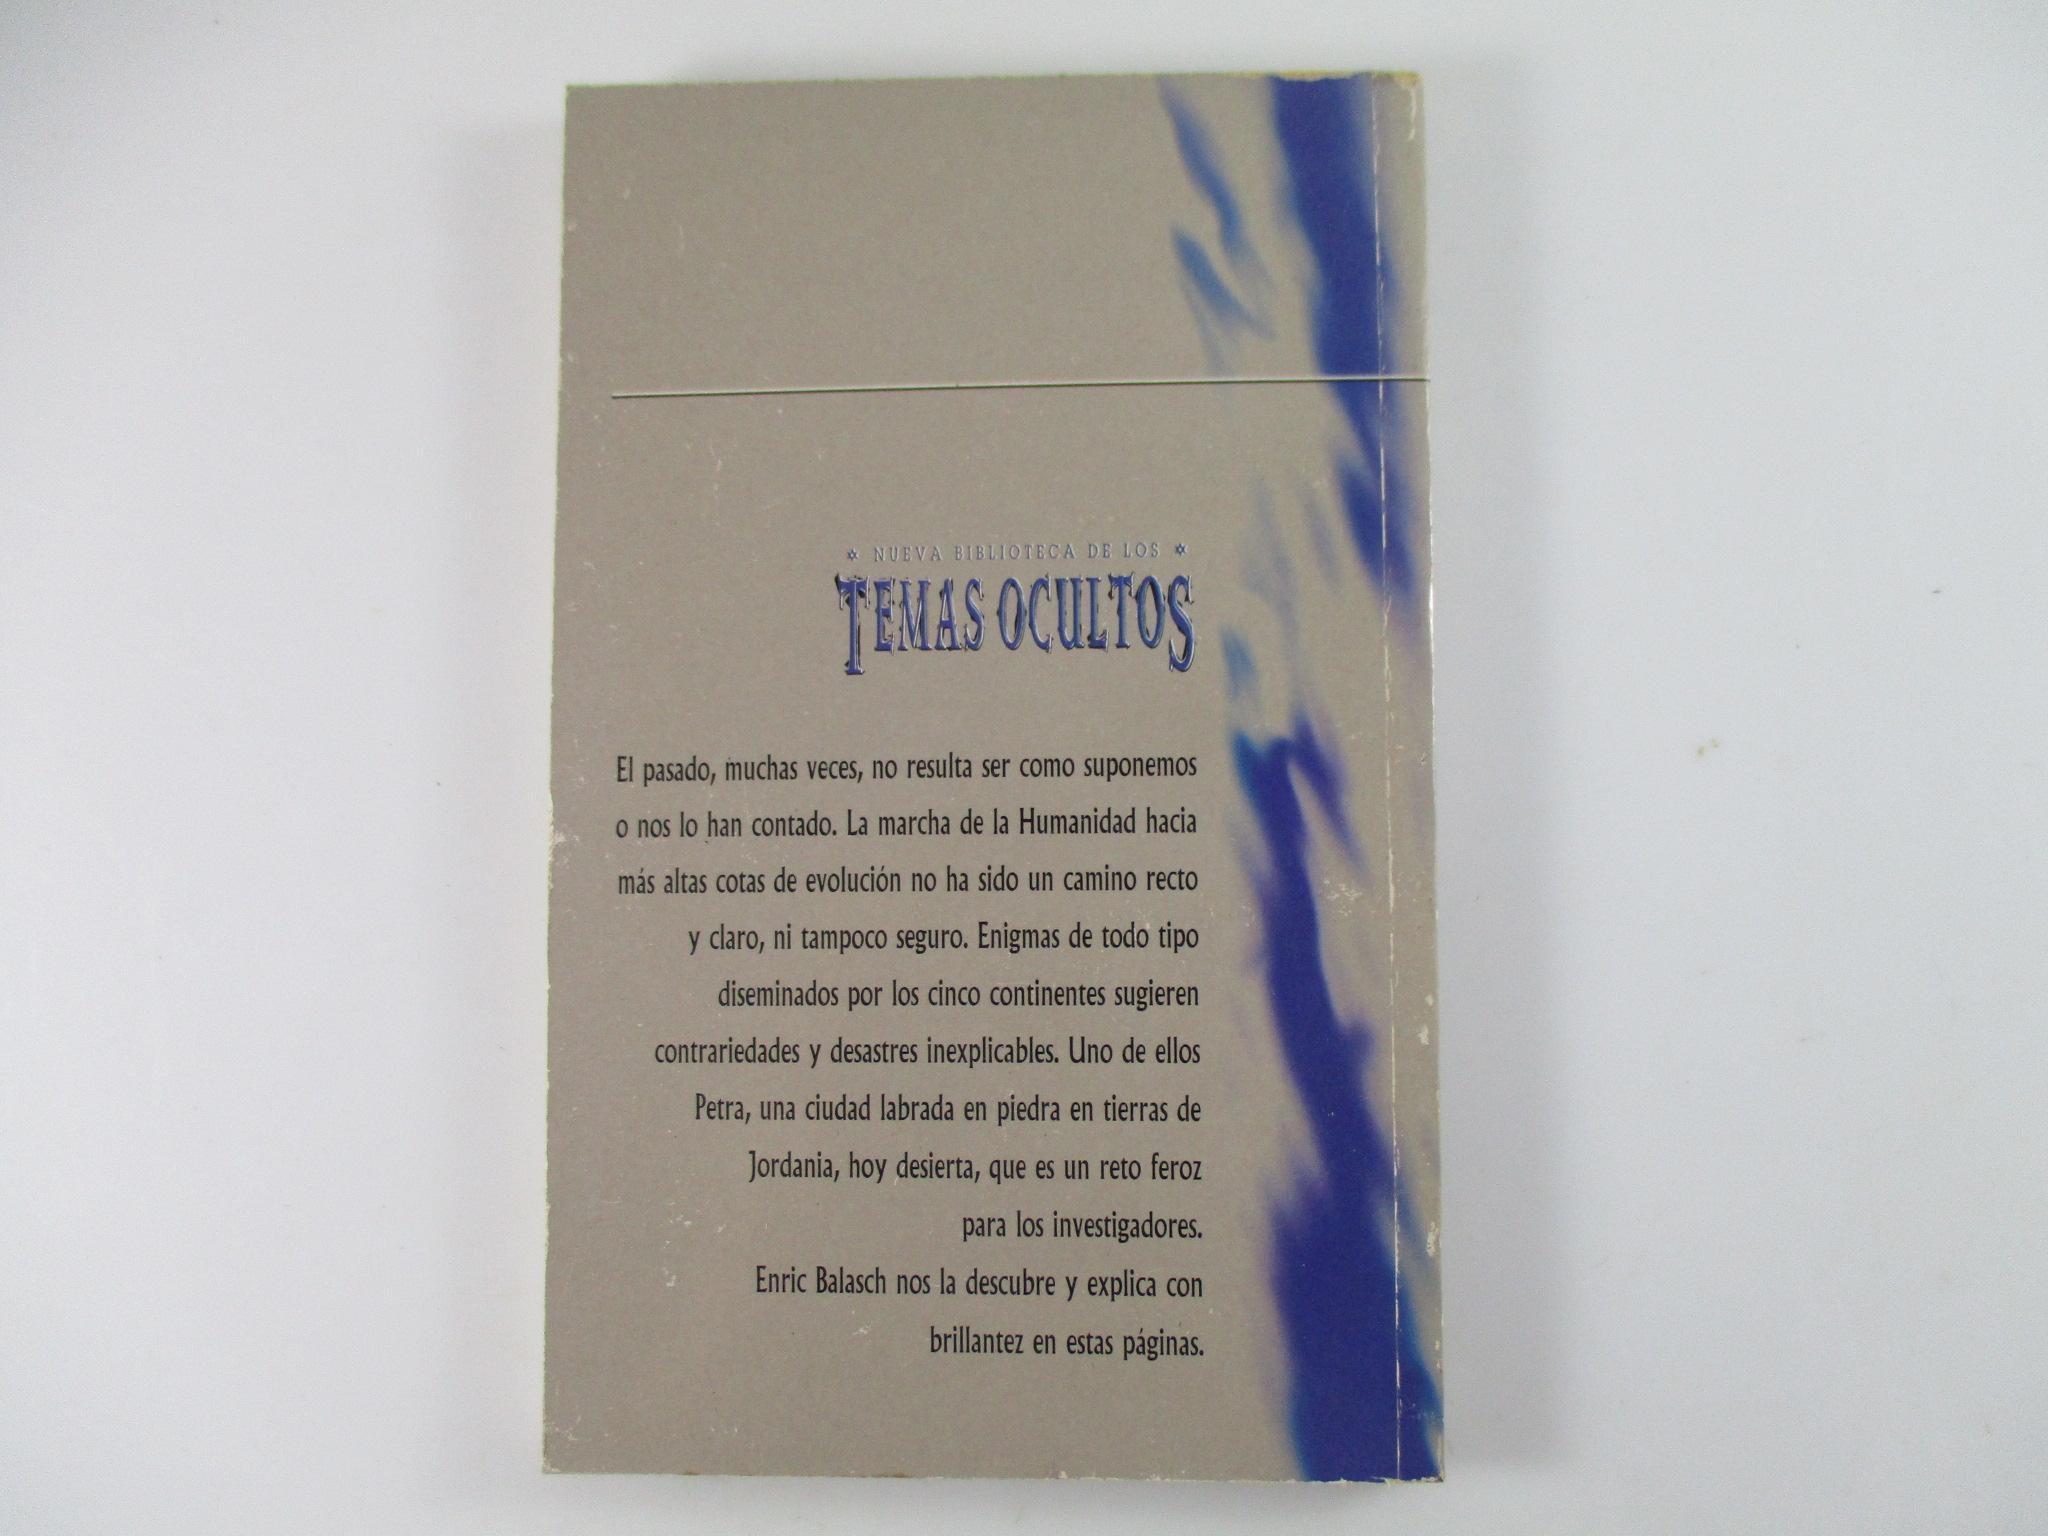 NUEVA BIBLIOTECA DE LOS
TEMAS OCULTOS
El pasado, muchas veces, no resulta ser como suponemos
o nos lo han contado. La marcha de la Humanidad hacia
más altas cotas de evolución no ha sido un camino recto
y claro, ni tampoco seguro. Enigmas de todo tipo
diseminados por los cinco continentes sugieren
contrariedades y desastres inexplicables. Uno de ellos
Petra, una ciudad labrada en piedra en tierras de
Jordania, hoy desierta, que es un reto feroz
para los investigadores.
Enric Balasch nos la descubre y explica con
brillantez en estas páginas.